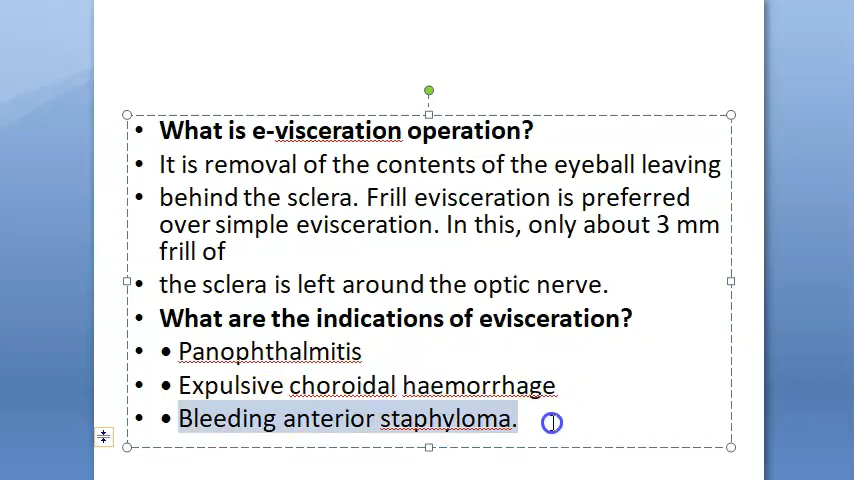 • What is e-visceration operation?
• It is removal of the contents of the eyeball leaving
• behind the sclera. Frill evisceration is preferred
over simple evisceration. In this, only about 3 mm
frill of
• the sclera is left around the optic nerve.
• What are the indications of evisceration?
• • Panophthalmitis
• • Expulsive choroidal haemorrhage
• • Bleeding anterior staphyloma.